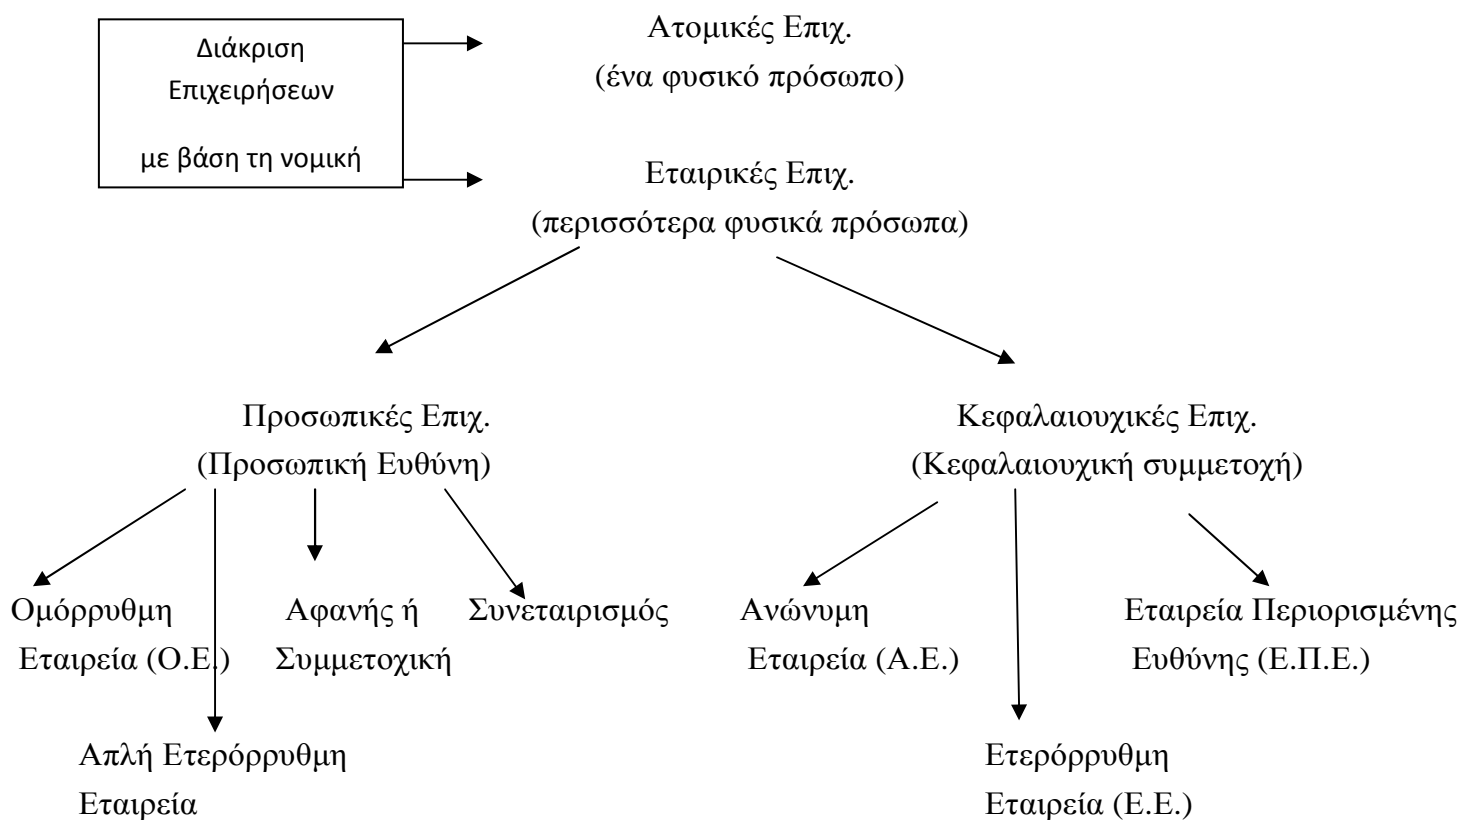 Διάκριση
Επιχειρήσεων
με βάση τη νομική
Ατομικές Επιχ.
(ένα φυσικό πρόσωπο)
Εταιρικές Επιχ.
(περισσότερα φυσικά πρόσωπα)
Προσωπικές Επιχ.
(Προσωπική Ευθύνη)
Κεφαλαιουχικές Επιχ.
(Κεφαλαιουχική συμμετοχή)
Ομόρρυθμη
Εταιρεία (Ο.Ε.)
Αφανής ή
Συμμετοχική
Συνεταιρισμός
Ανώνυμη
Εταιρεία (Α.Ε.)
Εταιρεία Περιορισμένης
Ευθύνης (Ε.Π.Ε.)
Απλή Ετερόρρυθμη
Εταιρεία
Ετερόρρυθμη
Εταιρεία (Ε.Ε.)